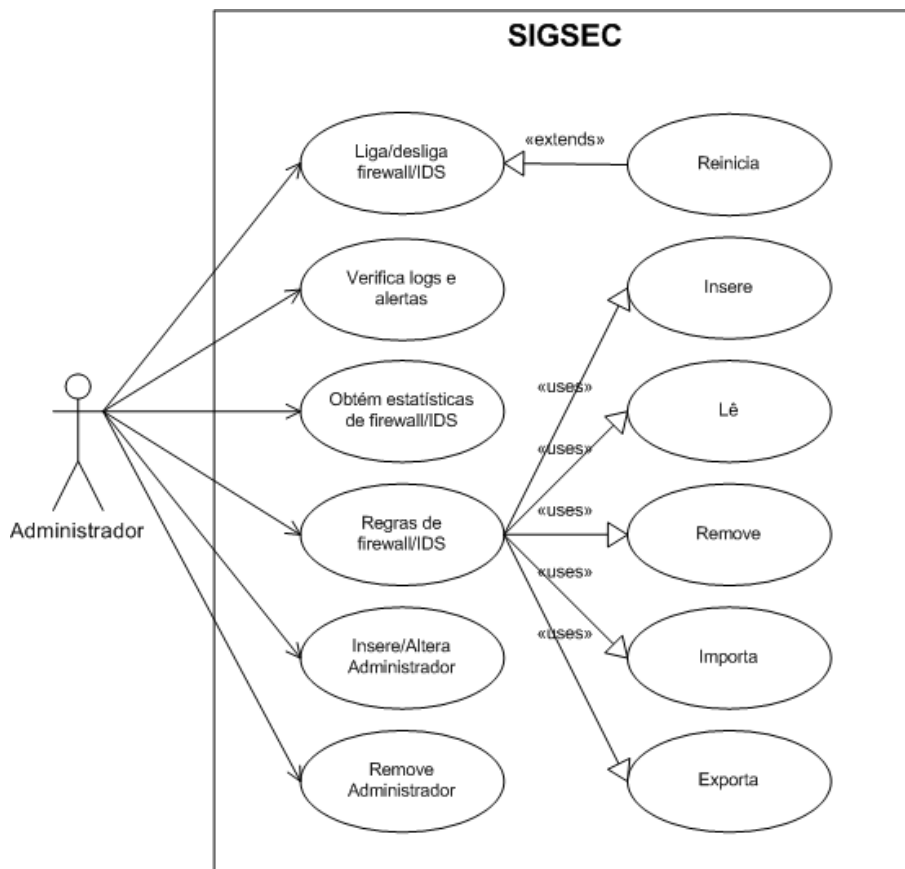 SIGSEC
Liga/desliga
firewall/IDS
«extends»
Reinicia
Verifica logs e
alertas
Insere
«uses»
Obtém estatísticas
de firewall/IDS
Lê
«uses»
Administrador
Regras de
firewall/IDS
«uses»
Remove
«uses»
Insere/Altera
Administrador
«uses»
Importa
Remove
Administrador
Exporta